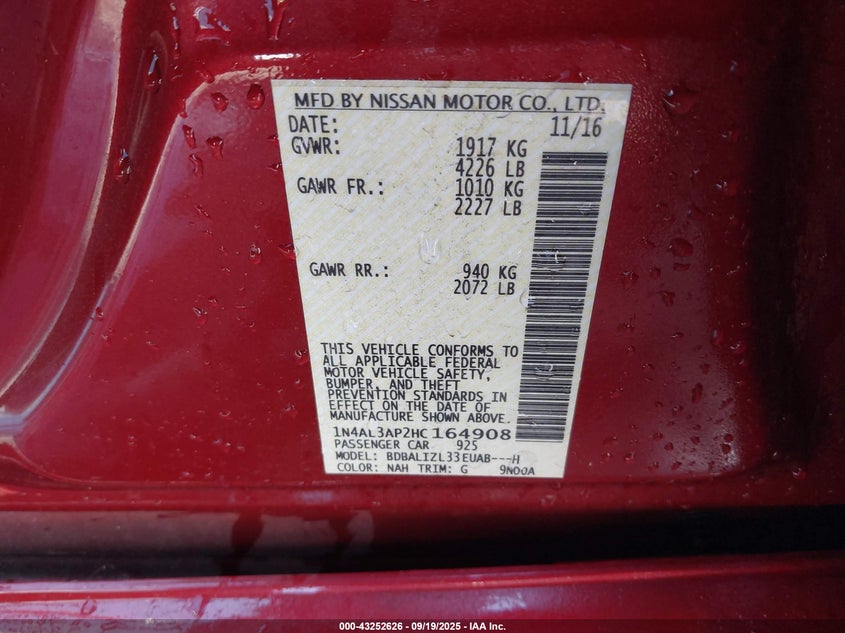 MFD BY NISSAN MOTOR CO., LTD.
DATE: 11/16
GVWR: 1917 KG
4226 LB
GAWR FR.: 1010 KG
2227 LB
GAWR RR.: 940 KG
2072 LB
THIS VEHICLE CONFORMS TO
ALL APPLICABLE FEDERAL
MOTOR VEHICLE SAFETY,
BUMPER, AND THEFT
PREVENTION STANDARDS IN
EFFECT ON THE DATE OF
MANUFACTURE SHOWN ABOVE.
1N4AL3AP2HC164908
PASSENGER CAR 925
MODEL: BDBALIZL33EUAB---H
COLOR: NAH TRIM: G 9N00A
000-43252626 - 09/19/2025 - IAA Inc.